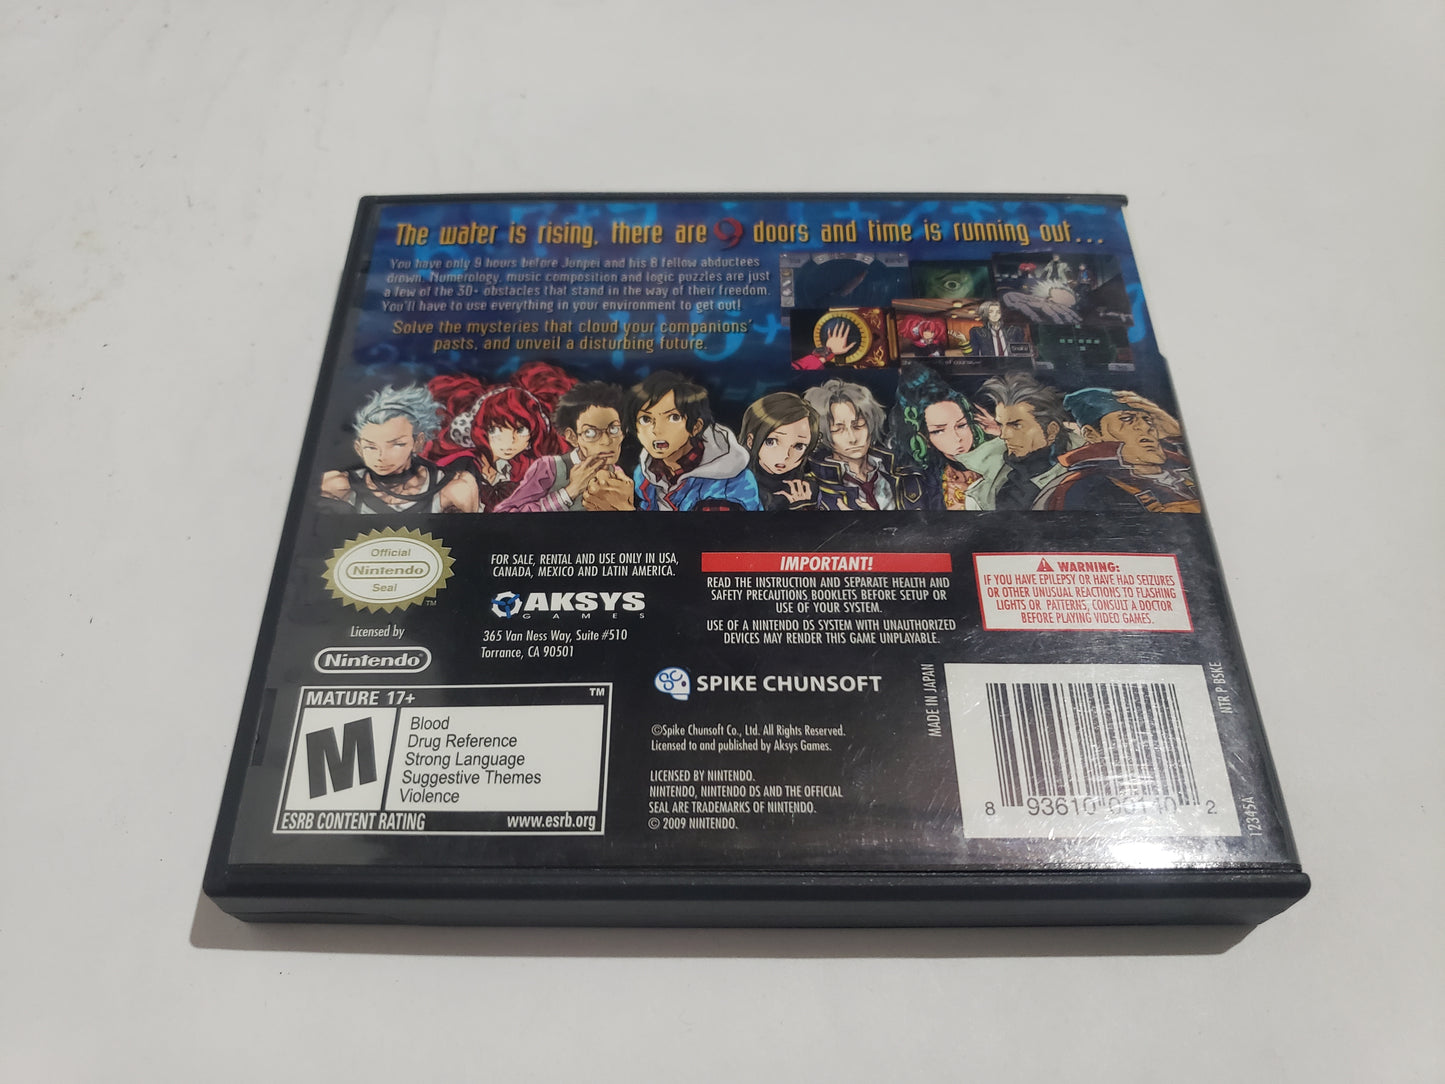 The water is rising, there are 9 doors and time is running out...
You have only 9 hours before Junpei and his 8 fellow abductees
drown. Numerology, music composition and logic puzzles are just
a few of the 30+ obstacles that stand in the way of their freedom.
You'll have to use everything in your environment to get out!
Solve the mysteries that cloud your companions'
pasts, and unveil a disturbing future.
Official
Nintendo
Seal
TM
Licensed by
Nintendo
FOR SALE, RENTAL AND USE ONLY IN USA,
CANADA, MEXICO AND LATIN AMERICA.
AKSYS
GAMES
365 Van Ness Way, Suite #510
Torrance, CA 90501
IMPORTANT!
READ THE INSTRUCTION AND SEPARATE HEALTH AND
SAFETY PRECAUTIONS BOOKLETS BEFORE SETUP OR
USE OF YOUR SYSTEM.
USE OF A NINTENDO DS SYSTEM WITH UNAUTHORIZED
DEVICES MAY RENDER THIS GAME UNPLAYABLE.
WARNING:
IF YOU HAVE EPILEPSY OR HAVE HAD SEIZURES
OR OTHER UNUSUAL REACTIONS TO FLASHING
LIGHTS OR PATTERNS, CONSULT A DOCTOR
BEFORE PLAYING VIDEO GAMES.
MATURE 17+
TM
M
Blood
Drug Reference
Strong Language
Suggestive Themes
Violence
ESRB CONTENT RATING
www.esrb.org
SC
SPIKE CHUNSOFT
©Spike Chunsoft Co., Ltd. All Rights Reserved.
Licensed to and published by Aksys Games.
LICENSED BY NINTENDO.
NINTENDO, NINTENDO DS AND THE OFFICIAL
SEAL ARE TRADEMARKS OF NINTENDO.
© 2009 NINTENDO.
MADE IN JAPAN
NTR P BSKE
8 93610 2
12345A